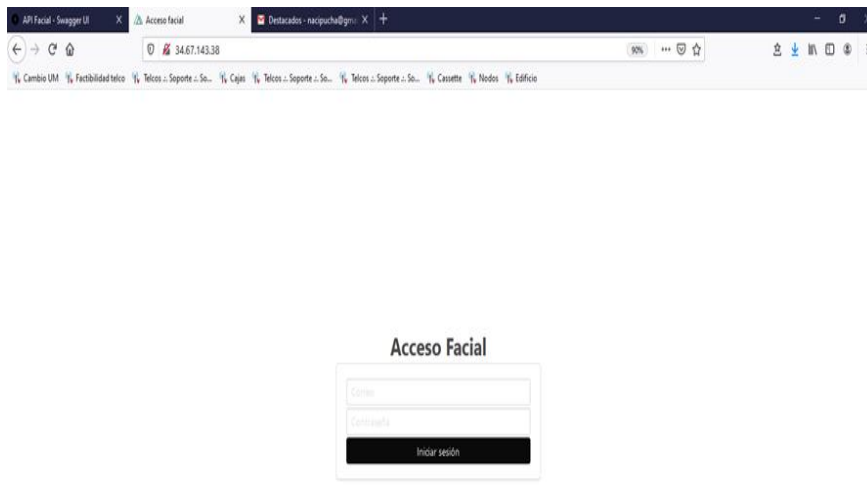 API Facial - Swagger UI
Acceso facial
Destacados - nacipucha@gma
34.67.143.38
90%
Cambio UM Factibilidad telco Telcos .:. Soporte .:. So... Cajas Telcos .:. Soporte .:. So... Telcos .:. Soporte .:. So... Cassette Nodos Edificio
Acceso Facial
Correo
Contraseña
Iniciar sesión